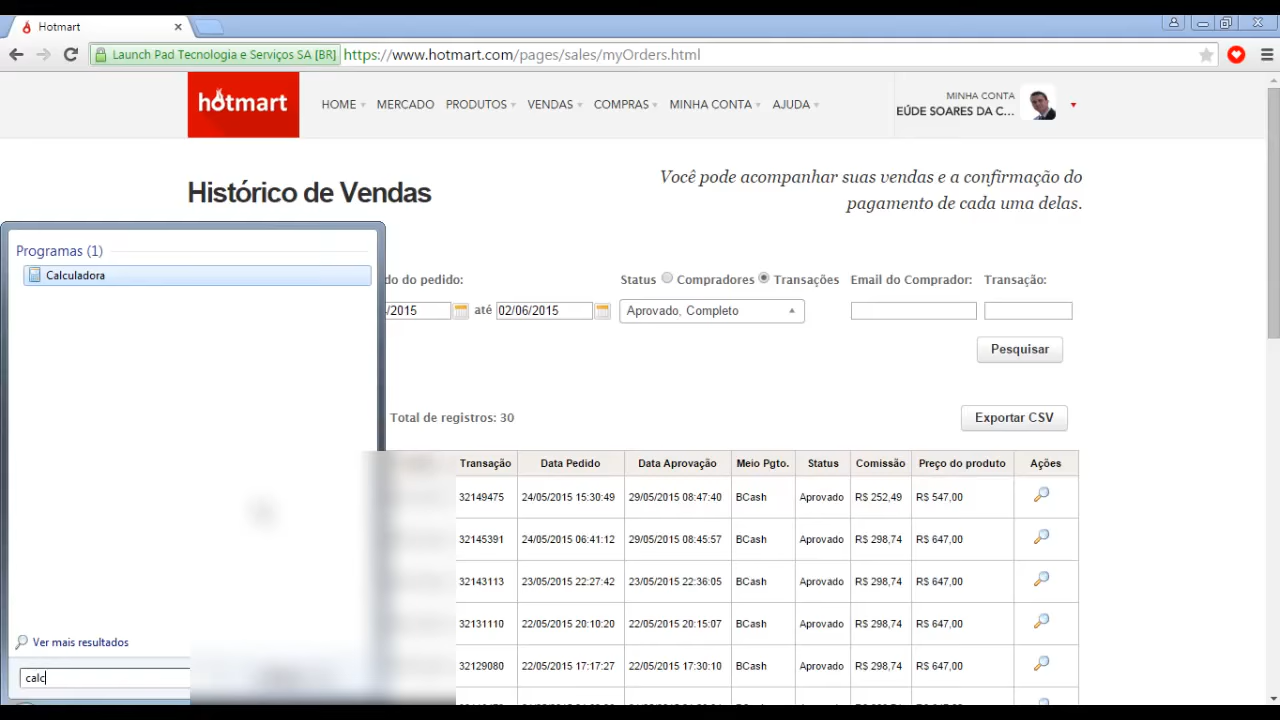 Hotmart
Launch Pad Tecnologia e Serviços SA [BR] https://www.hotmart.com/pages/sales/myOrders.html
hotmart
HOME MERCADO PRODUTOS VENDAS COMPRAS MINHA CONTA AJUDA
MINHA CONTA
EÚDE SOARES DA C...
Histórico de Vendas
Você pode acompanhar suas vendas e a confirmação do
pagamento de cada uma delas.
Programas (1)
Calculadora
do do pedido: Status Compradores Transações Email do Comprador: Transação:
/2015 até 02/06/2015 Aprovado, Completo
Pesquisar
Total de registros: 30 Exportar CSV
Transação Data Pedido Data Aprovação Meio Pgto. Status Comissão Preço do produto Ações
32149475 24/05/2015 15:30:49 29/05/2015 08:47:40 BCash Aprovado R$ 252,49 R$ 547,00
32145391 24/05/2015 06:41:12 29/05/2015 08:45:57 BCash Aprovado R$ 298,74 R$ 647,00
32143113 23/05/2015 22:27:42 23/05/2015 22:36:05 BCash Aprovado R$ 298,74 R$ 647,00
32131110 22/05/2015 20:10:20 22/05/2015 20:15:07 BCash Aprovado R$ 298,74 R$ 647,00
32129080 22/05/2015 17:17:27 22/05/2015 17:30:10 BCash Aprovado R$ 298,74 R$ 647,00
Ver mais resultados
calc